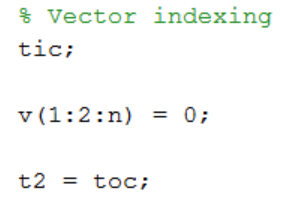 % Vector indexing
tic;
v(1:2:n) = 0;
t2 = toc;